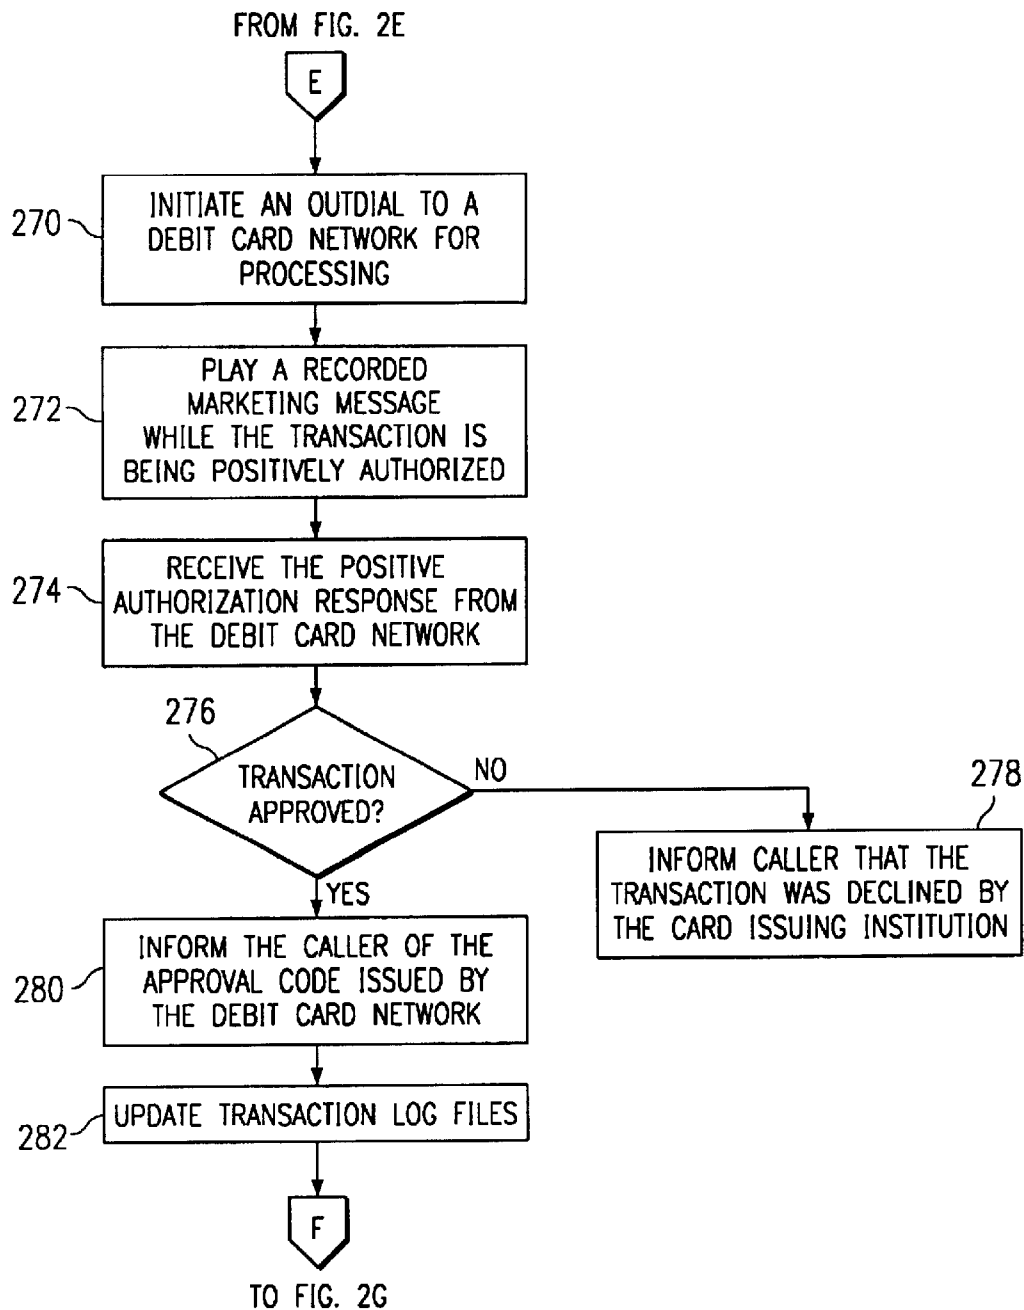 FROM FIG. 2E
E
270
INITIATE AN OUTDIAL TO A
DEBIT CARD NETWORK FOR
PROCESSING
272
PLAY A RECORDED
MARKETING MESSAGE
WHILE THE TRANSACTION IS
BEING POSITIVELY AUTHORIZED
274
RECEIVE THE POSITIVE
AUTHORIZATION RESPONSE FROM
THE DEBIT CARD NETWORK
276
TRANSACTION
APPROVED?
NO
278
INFORM CALLER THAT THE
TRANSACTION WAS DECLINED BY
THE CARD ISSUING INSTITUTION
YES
280
INFORM THE CALLER OF THE
APPROVAL CODE ISSUED BY
THE DEBIT CARD NETWORK
282
UPDATE TRANSACTION LOG FILES
F
TO FIG. 2G